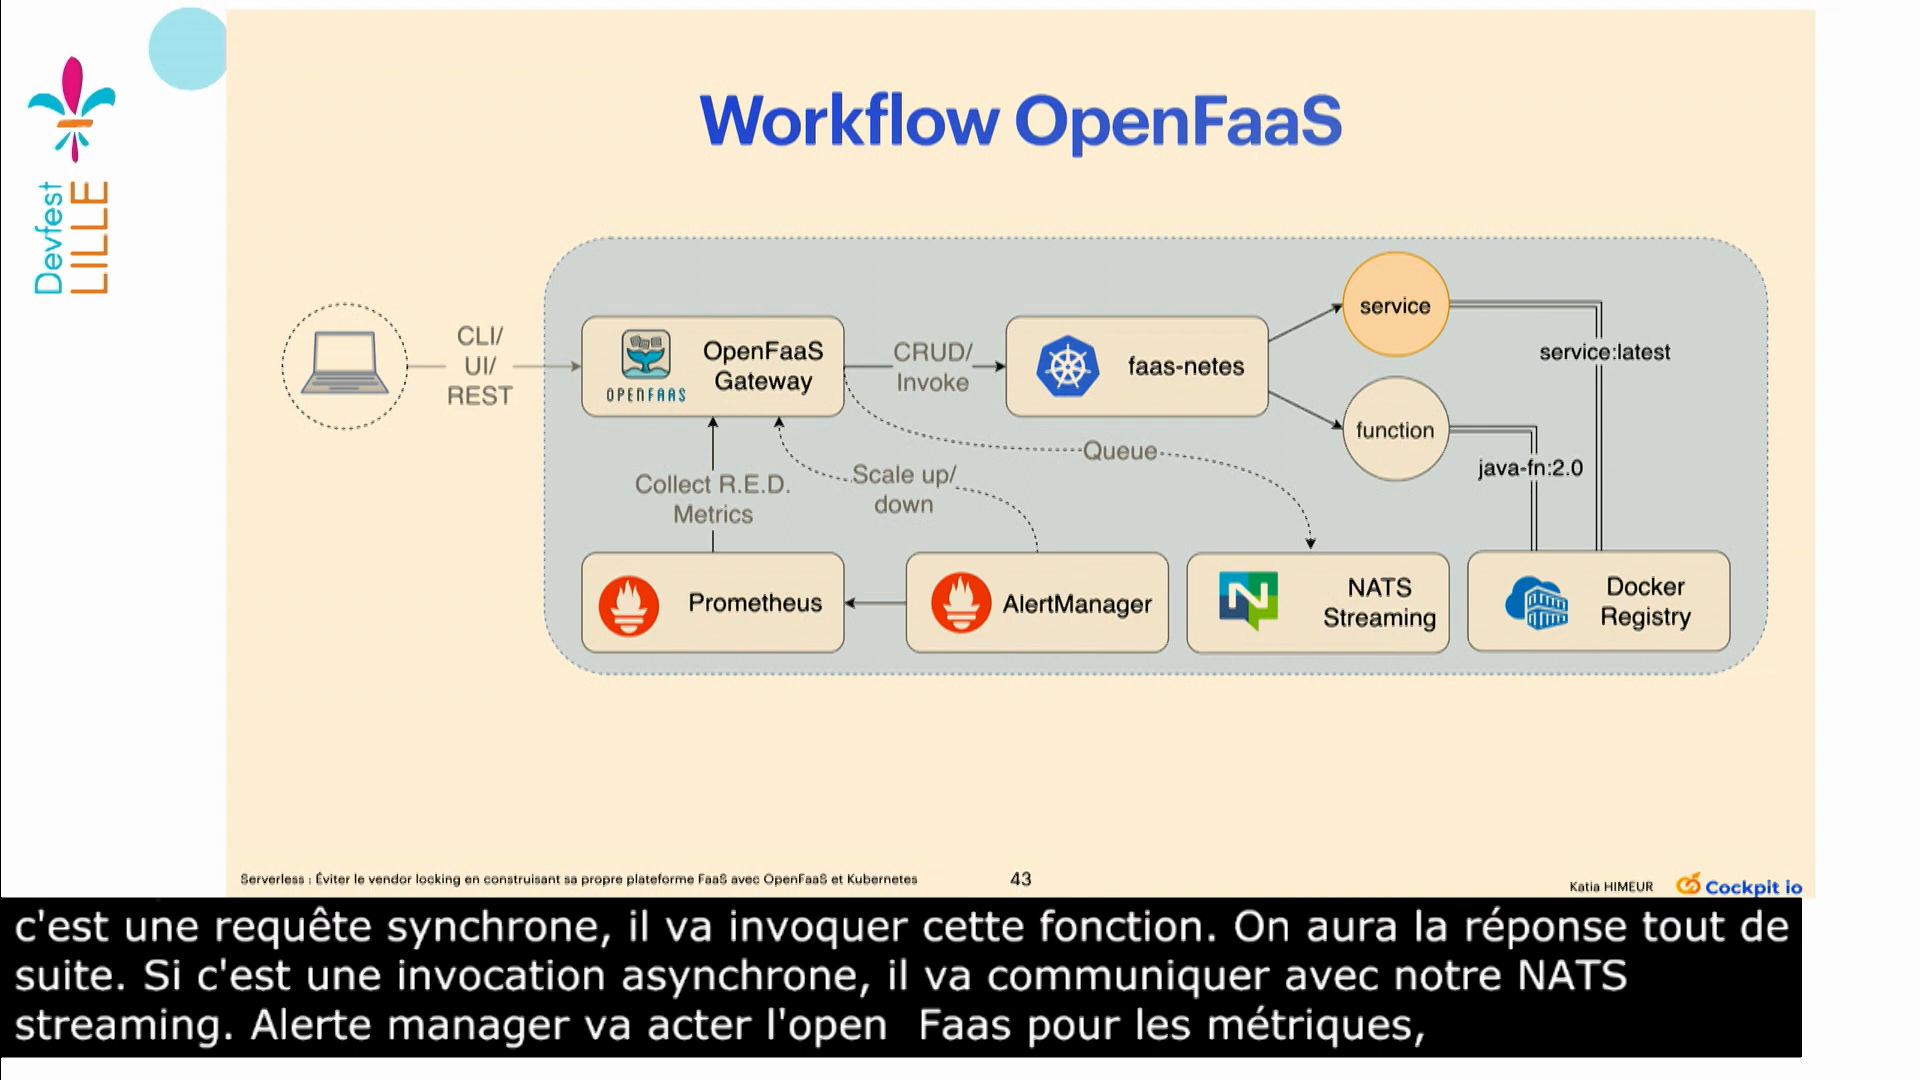 Devfest
LILLE
Workflow OpenFaaS
CLI/
UI/
REST
OPENFAAS
OpenFaaS
Gateway
CRUD/
Invoke
faas-netes
service
function
service:latest
java-fn:2.0
Queue
Scale up/
down
Collect R.E.D.
Metrics
Prometheus
AlertManager
NATS
Streaming
Docker
Registry
Serverless : Éviter le vendor locking en construisant sa propre plateforme FaaS avec OpenFaaS et Kubernetes
43
Katia HIMEUR
Cockpit io
c'est une requête synchrone, il va invoquer cette fonction. On aura la réponse tout de
suite. Si c'est une invocation asynchrone, il va communiquer avec notre NATS
streaming. Alerte manager va acter l'open Faas pour les métriques,